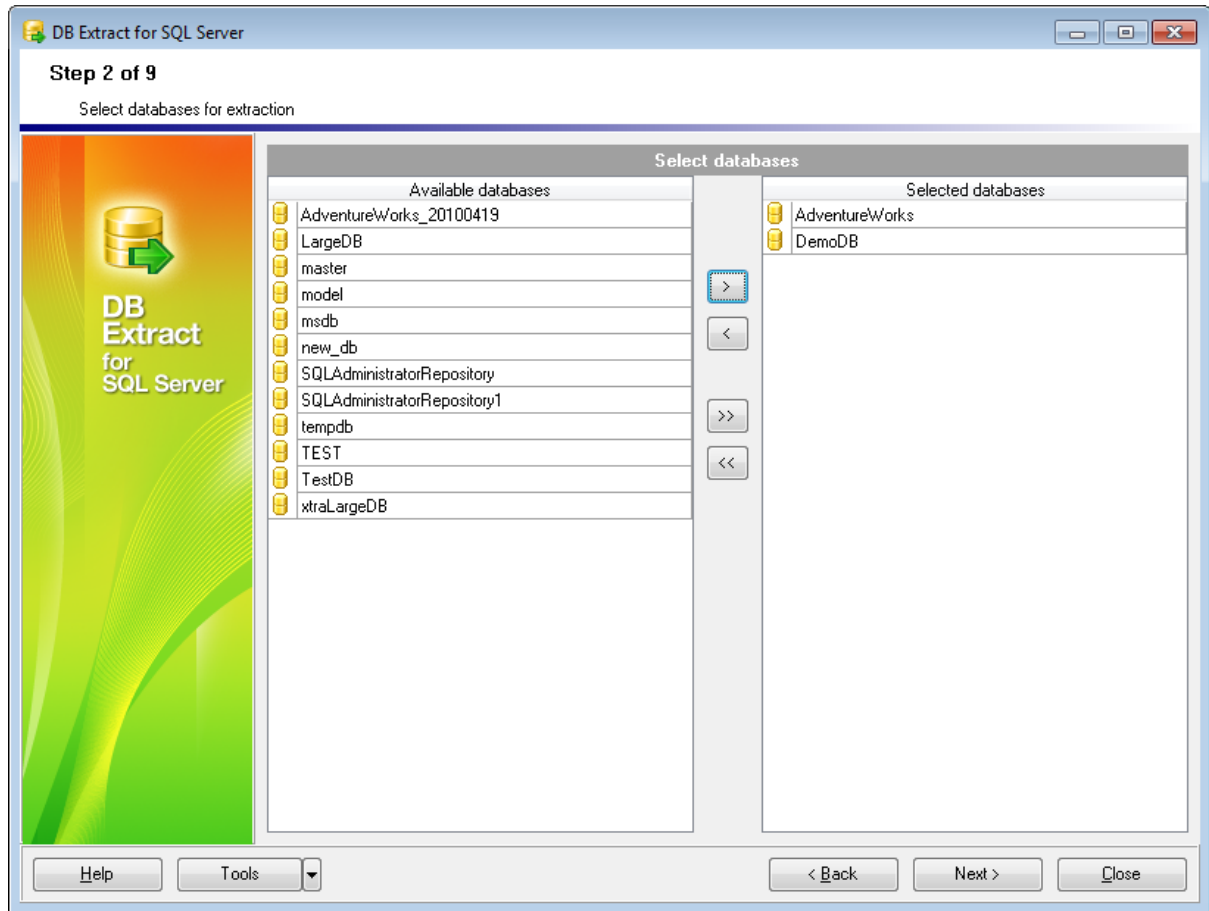 DB Extract for SQL Server
Step 2 of 9
Select databases for extraction
DB
Extract
for
SQL Server
Select databases
Available databases
AdventureWorks_20100419
LargeDB
master
model
msdb
new_db
SQLAdministratorRepository
SQLAdministratorRepository1
tempdb
TEST
TestDB
xtraLargeDB
>
<
>>
<<
Selected databases
AdventureWorks
DemoDB
Help
Tools
< Back
Next >
Close